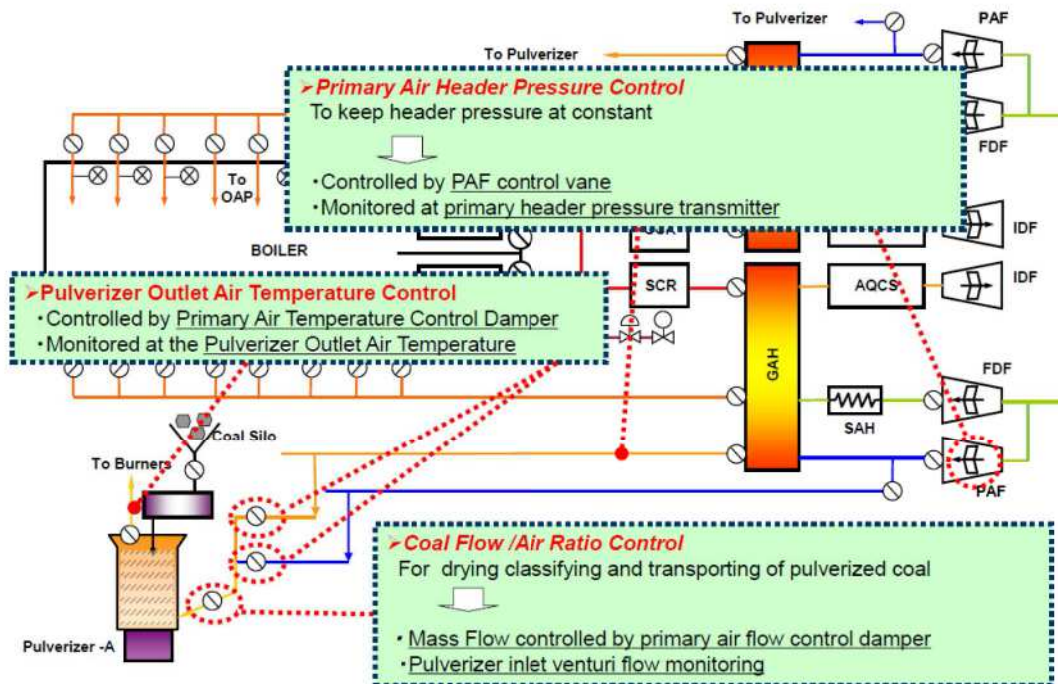 To Pulverizer
PAF
To Pulverizer
➢Primary Air Header Pressure Control
To keep header pressure at constant
・Controlled by PAF control vane
・Monitored at primary header pressure transmitter
FDF
To
OAP
BOILER
IDF
➢Pulverizer Outlet Air Temperature Control
・Controlled by Primary Air Temperature Control Damper
・Monitored at the Pulverizer Outlet Air Temperature
SCR
AQCS
IDF
GAH
FDF
SAH
Coal Silo
To Burners
PAF
➢Coal Flow /Air Ratio Control
For drying classifying and transporting of pulverized coal
・Mass Flow controlled by primary air flow control damper
・Pulverizer inlet venturi flow monitoring
Pulverizer -A